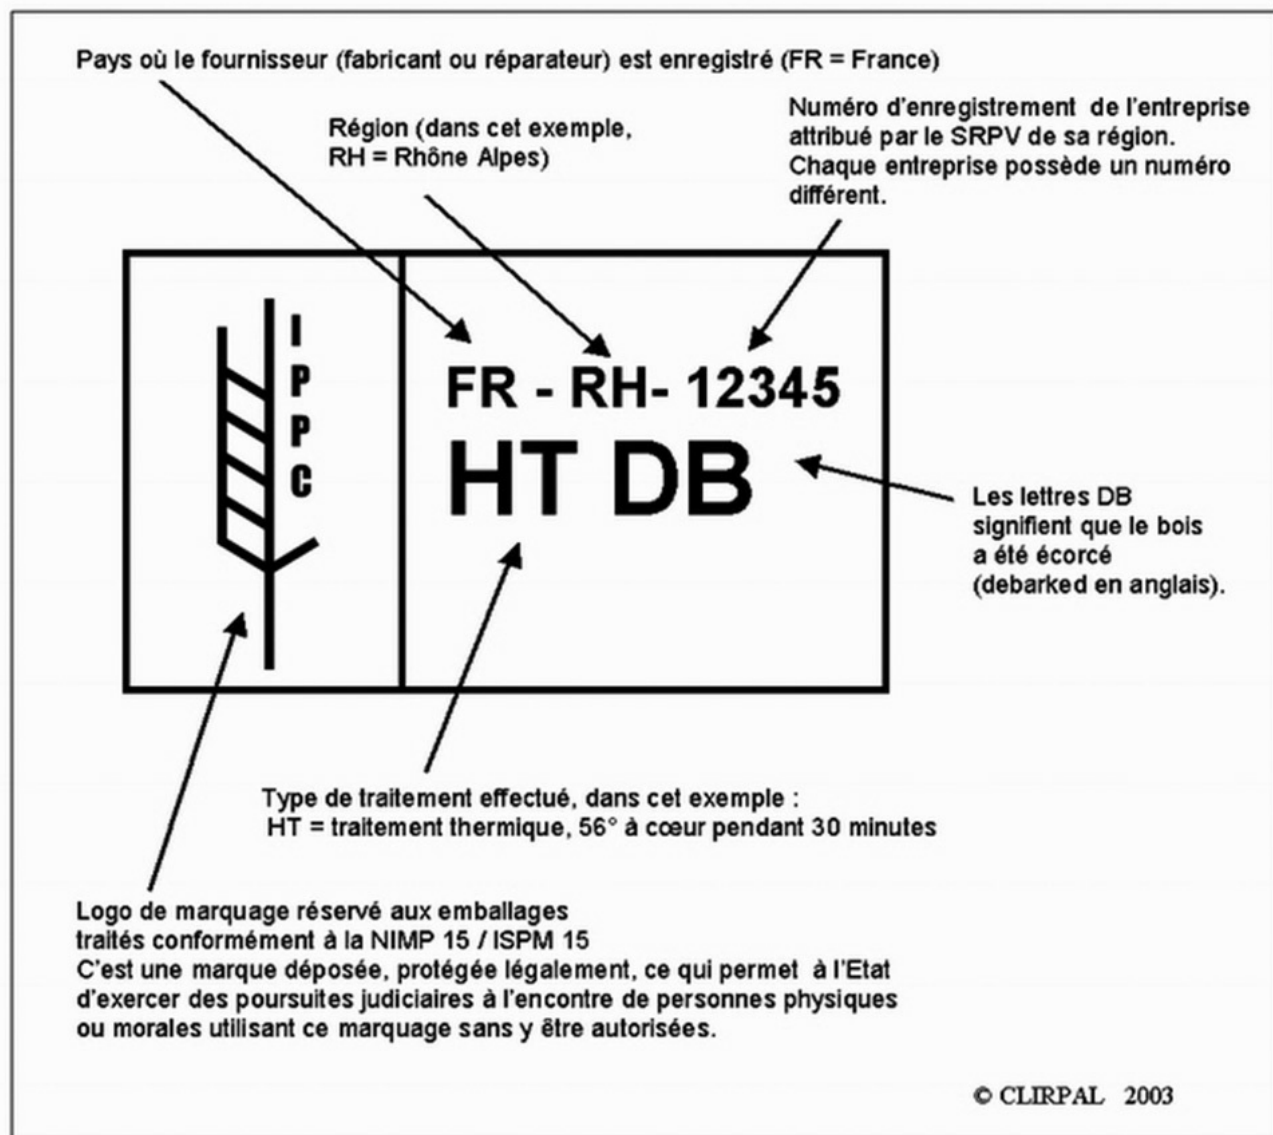 Pays où le fournisseur (fabricant ou réparateur) est enregistré (FR = France)
Région (dans cet exemple,
RH = Rhône Alpes)
Numéro d'enregistrement de l'entreprise
attribué par le SRPV de sa région.
Chaque entreprise possède un numéro
différent.
I
P
P
C
FR - RH- 12345
HT DB
Les lettres DB
signifient que le bois
a été écorcé
(debarked en anglais).
Type de traitement effectué, dans cet exemple :
HT = traitement thermique, 56° à cœur pendant 30 minutes
Logo de marquage réservé aux emballages
traités conformément à la NIMP 15 / ISPM 15
C'est une marque déposée, protégée légalement, ce qui permet à l'Etat
d'exercer des poursuites judiciaires à l'encontre de personnes physiques
ou morales utilisant ce marquage sans y être autorisées.
© CLIRPAL 2003